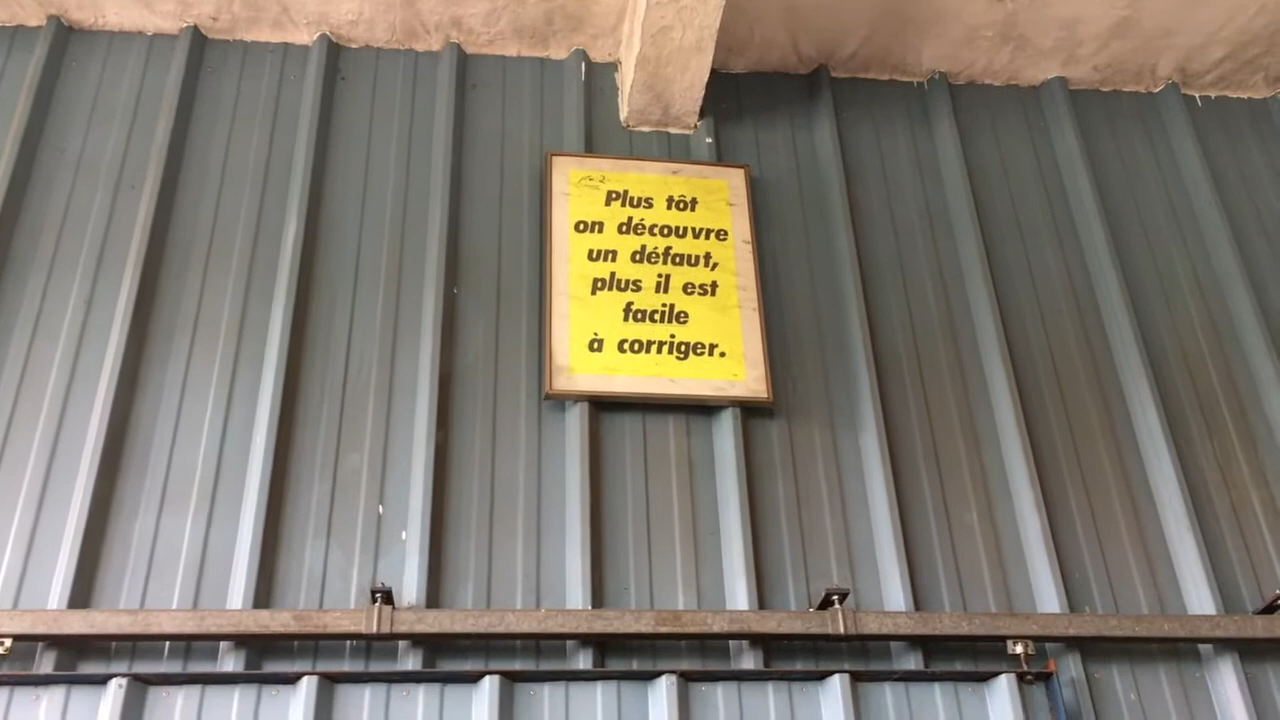 Plus tôt
on découvre
un défaut,
plus il est
facile
à corriger.